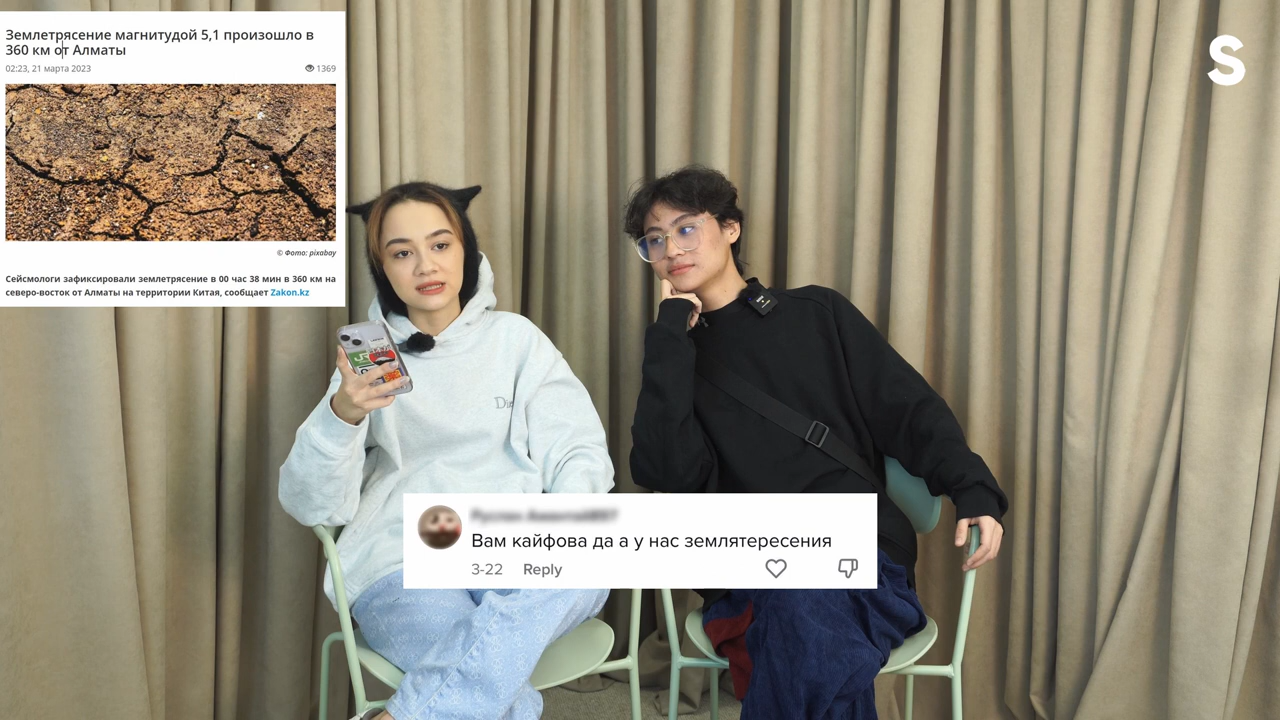 Землетрясение магнитудой 5,1 произошло в
360 км от Алматы
02:23, 21 марта 2023
1369
© Фото: pixabay
Сейсмологи зафиксировали землетрясение в 00 час 38 мин в 360 км на
северо-восток от Алматы на территории Китая, сообщает Zakon.kz
S
Вам кайфова да а у нас землятересения
3-22 Reply